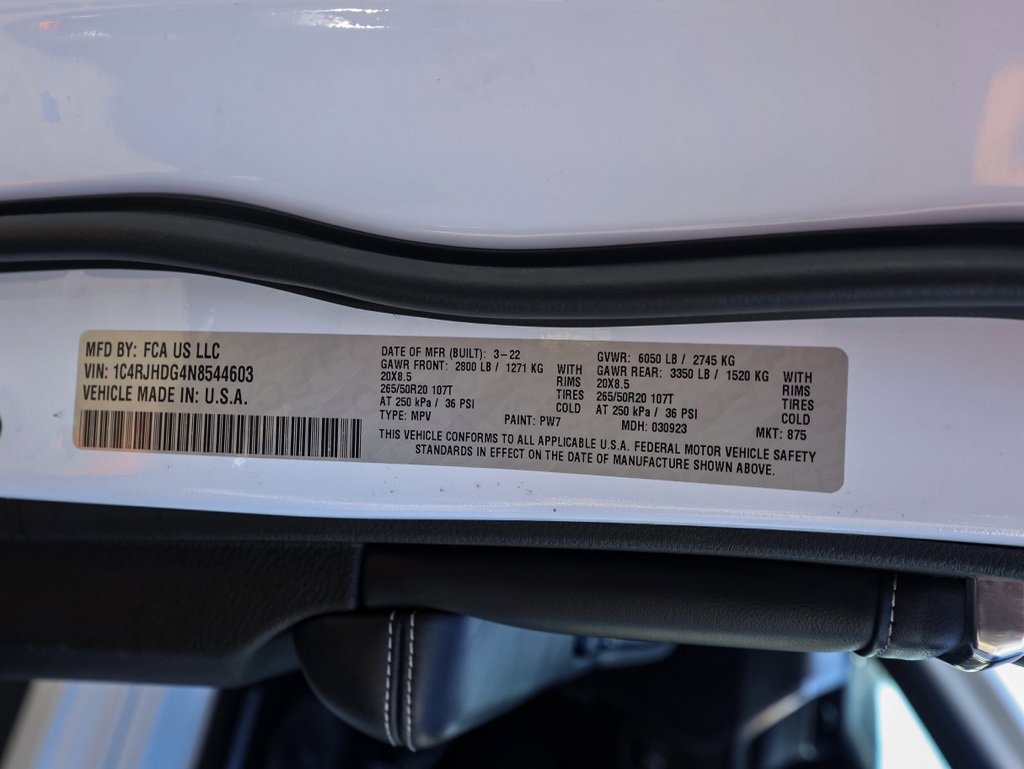 MFD BY: FCA US LLC
VIN: 1C4RJHDG4N8544603
VEHICLE MADE IN: U.S.A.
DATE OF MFR (BUILT): 3-22
GAWR FRONT: 2800 LB / 1271 KG WITH
20X8.5 RIMS
265/50R20 107T TIRES
AT 250 kPa / 36 PSI COLD
TYPE: MPV PAINT: PW7
GVWR: 6050 LB / 2745 KG
GAWR REAR: 3350 LB / 1520 KG WITH
20X8.5 RIMS
265/50R20 107T TIRES
AT 250 kPa / 36 PSI COLD
MDH: 030923 MKT: 875
THIS VEHICLE CONFORMS TO ALL APPLICABLE U.S.A. FEDERAL MOTOR VEHICLE SAFETY
STANDARDS IN EFFECT ON THE DATE OF MANUFACTURE SHOWN ABOVE.